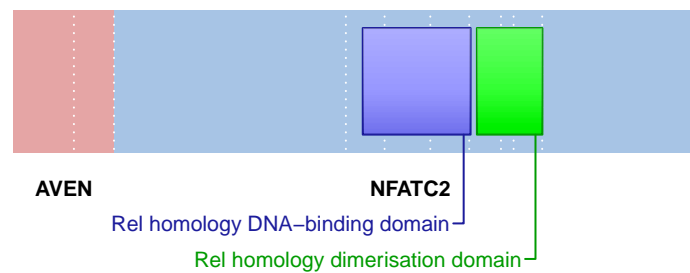 AVEN NFATC2
Rel homology DNA−binding domain
Rel homology dimerisation domain